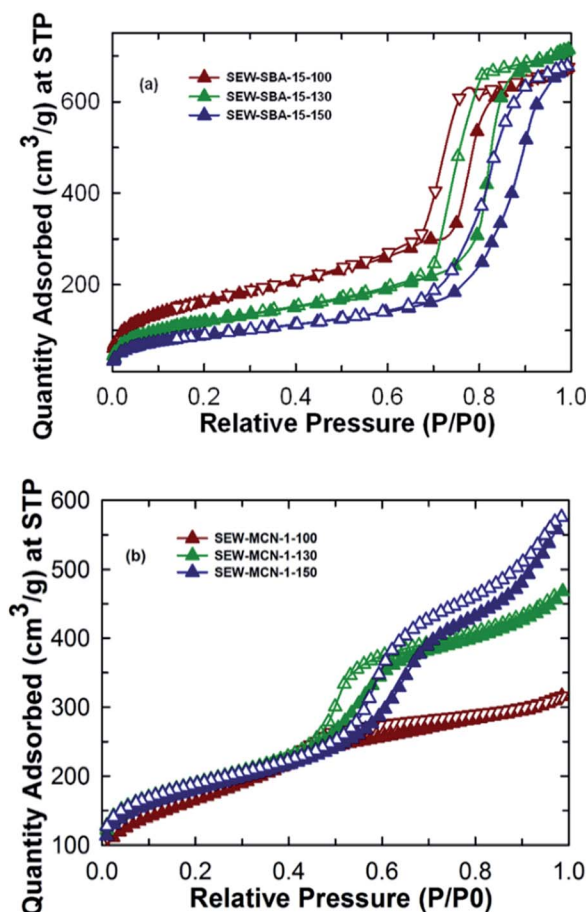 (a)
SEW-SBA-15-100
SEW-SBA-15-130
SEW-SBA-15-150
Quantity Adsorbed (cm³/g) at STP
600
400
200
0.0 0.2 0.4 0.6 0.8 1.0
Relative Pressure (P/P0)
600
500
400
300
200
100
(b)
SEW-MCN-1-100
SEW-MCN-1-130
SEW-MCN-1-150
Quantity Adsorbed (cm³/g) at STP
0.0 0.2 0.4 0.6 0.8 1.0
Relative Pressure (P/P0)